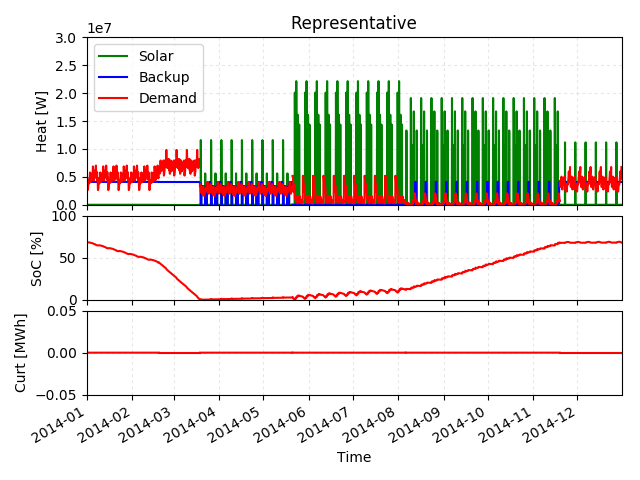 Representative
1e7
3.0
2.5
2.0
1.5
1.0
0.5
0.0
Heat [W]
Solar
Backup
Demand
100
50
0
SoC [%]
0.05
0.00
−0.05
Curt [MWh]
2014-01
2014-02
2014-03
2014-04
2014-05
2014-06
2014-07
2014-08
2014-09
2014-10
2014-11
2014-12
Time